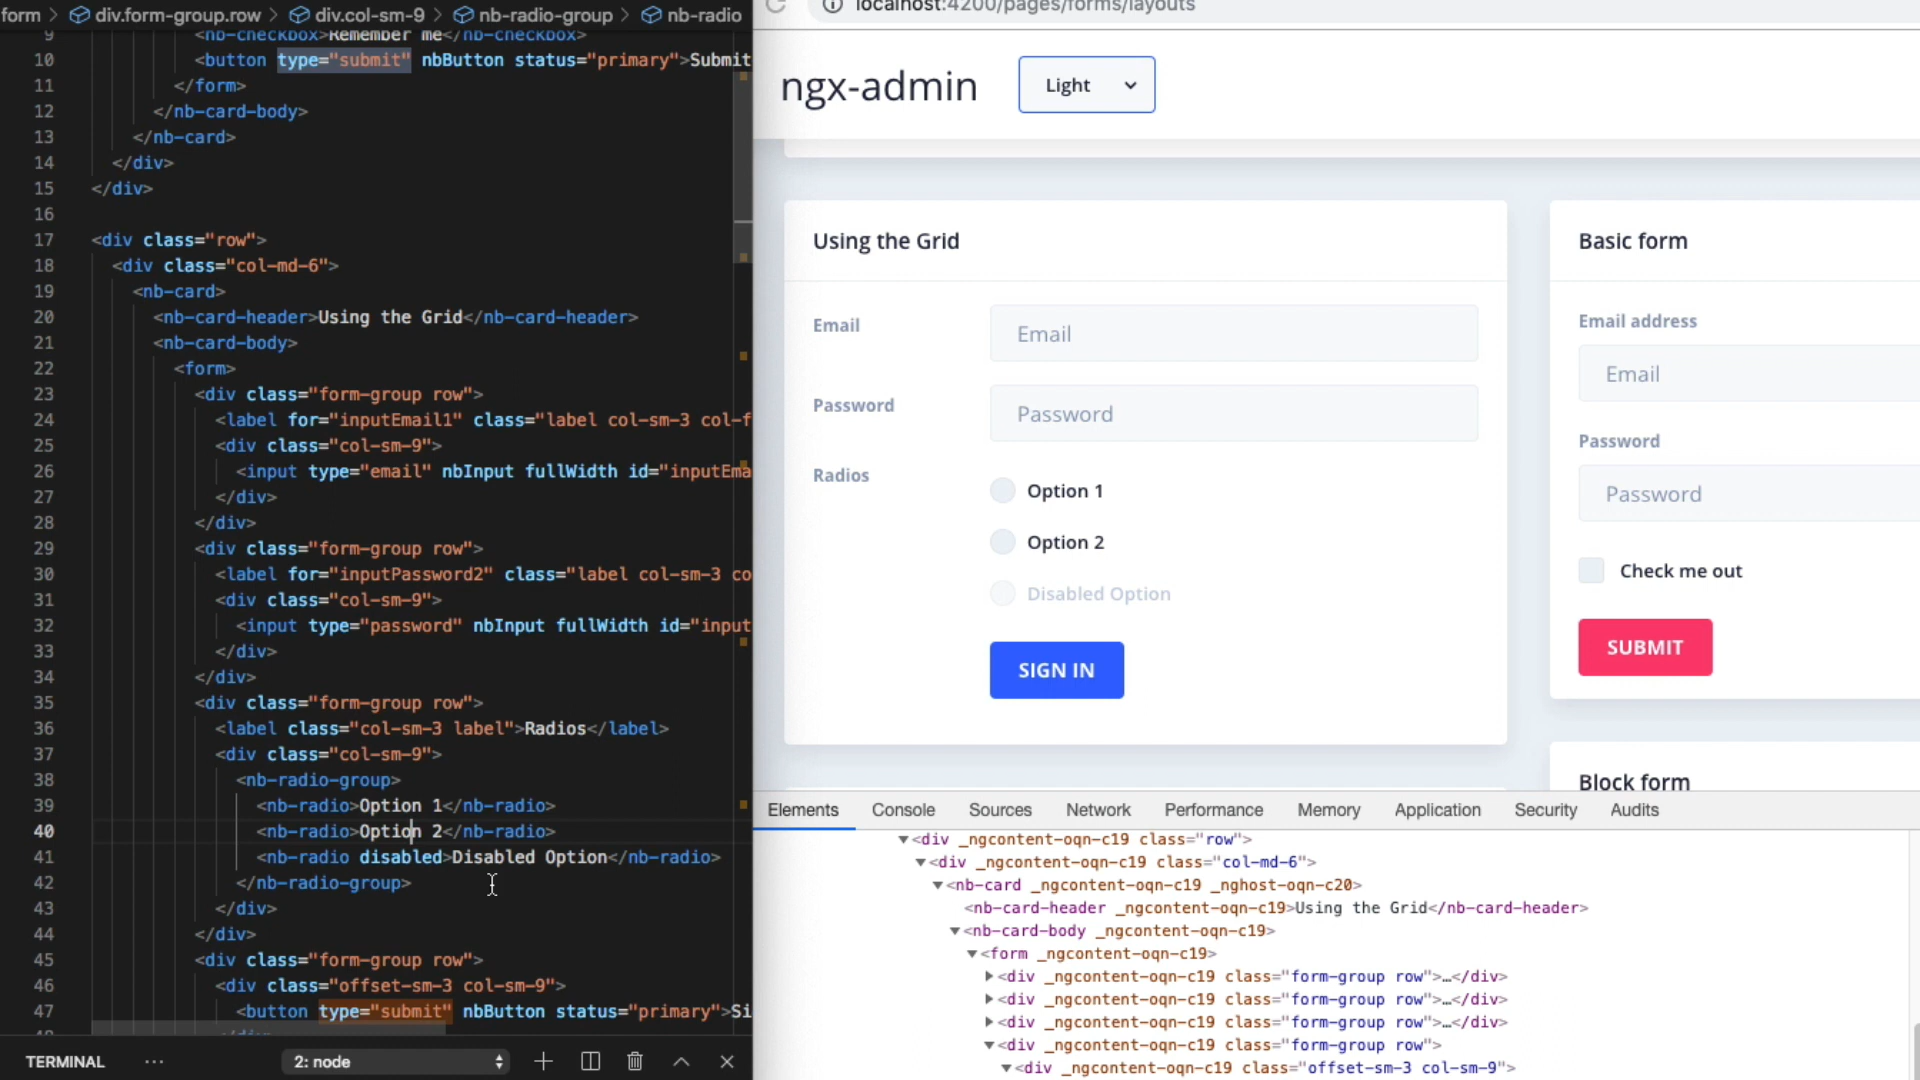 form > div.form-group.row > div.col-sm-9 > nb-radio-group > nb-radio
9 <nb-checkbox>Remember me</nb-checkbox>
10 <button type="submit" nbButton status="primary">Submit
11 </form>
12 </nb-card-body>
13 </nb-card>
14 </div>
15 </div>
16
17 <div class="row">
18 <div class="col-md-6">
19 <nb-card>
20 <nb-card-header>Using the Grid</nb-card-header>
21 <nb-card-body>
22 <form>
23 <div class="form-group row">
24 <label for="inputEmail1" class="label col-sm-3 col-f
25 <div class="col-sm-9">
26 <input type="email" nbInput fullWidth id="inputEma
27 </div>
28 </div>
29 <div class="form-group row">
30 <label for="inputPassword2" class="label col-sm-3 co
31 <div class="col-sm-9">
32 <input type="password" nbInput fullWidth id="input
33 </div>
34 </div>
35 <div class="form-group row">
36 <label class="col-sm-3 label">Radios</label>
37 <div class="col-sm-9">
38 <nb-radio-group>
39 <nb-radio>Option 1</nb-radio>
40 <nb-radio>Option 2</nb-radio>
41 <nb-radio disabled>Disabled Option</nb-radio>
42 </nb-radio-group>
43 </div>
44 </div>
45 <div class="form-group row">
46 <div class="offset-sm-3 col-sm-9">
47 <button type="submit" nbButton status="primary">Si
TERMINAL ··· 2: node
localhost:4200/pages/forms/layouts
ngx-admin Light
Using the Grid
Email Email
Password Password
Radios
Option 1
Option 2
Disabled Option
SIGN IN
Basic form
Email address
Email
Password
Password
Check me out
SUBMIT
Block form
Elements Console Sources Network Performance Memory Application Security Audits
<div _ngcontent-oqn-c19 class="row">
<div _ngcontent-oqn-c19 class="col-md-6">
<nb-card _ngcontent-oqn-c19 _nghost-oqn-c20>
<nb-card-header _ngcontent-oqn-c19>Using the Grid</nb-card-header>
<nb-card-body _ngcontent-oqn-c19>
<form _ngcontent-oqn-c19>
<div _ngcontent-oqn-c19 class="form-group row">…</div>
<div _ngcontent-oqn-c19 class="form-group row">…</div>
<div _ngcontent-oqn-c19 class="form-group row">…</div>
<div _ngcontent-oqn-c19 class="form-group row">
<div _ngcontent-oqn-c19 class="offset-sm-3 col-sm-9">